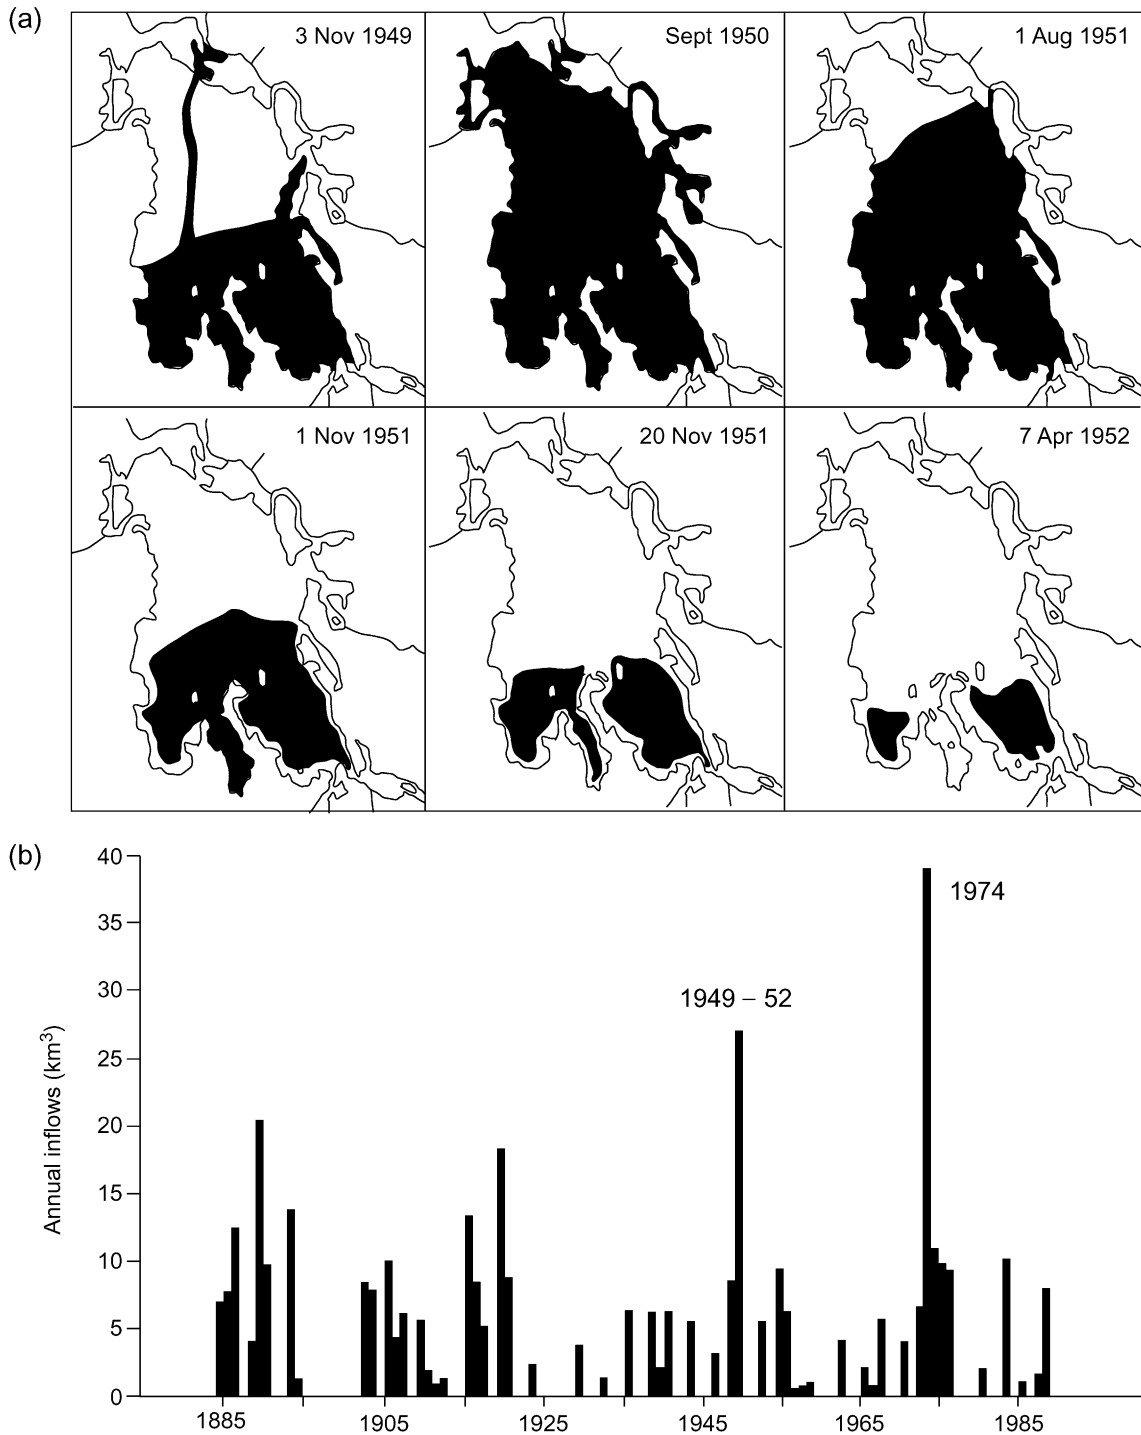 (a)
3 Nov 1949
Sept 1950
1 Aug 1951
1 Nov 1951
20 Nov 1951
7 Apr 1952
(b)
Annual inflows (km³)
40
35
30
25
20
15
10
5
0
1974
1949 – 52
1885
1905
1925
1945
1965
1985